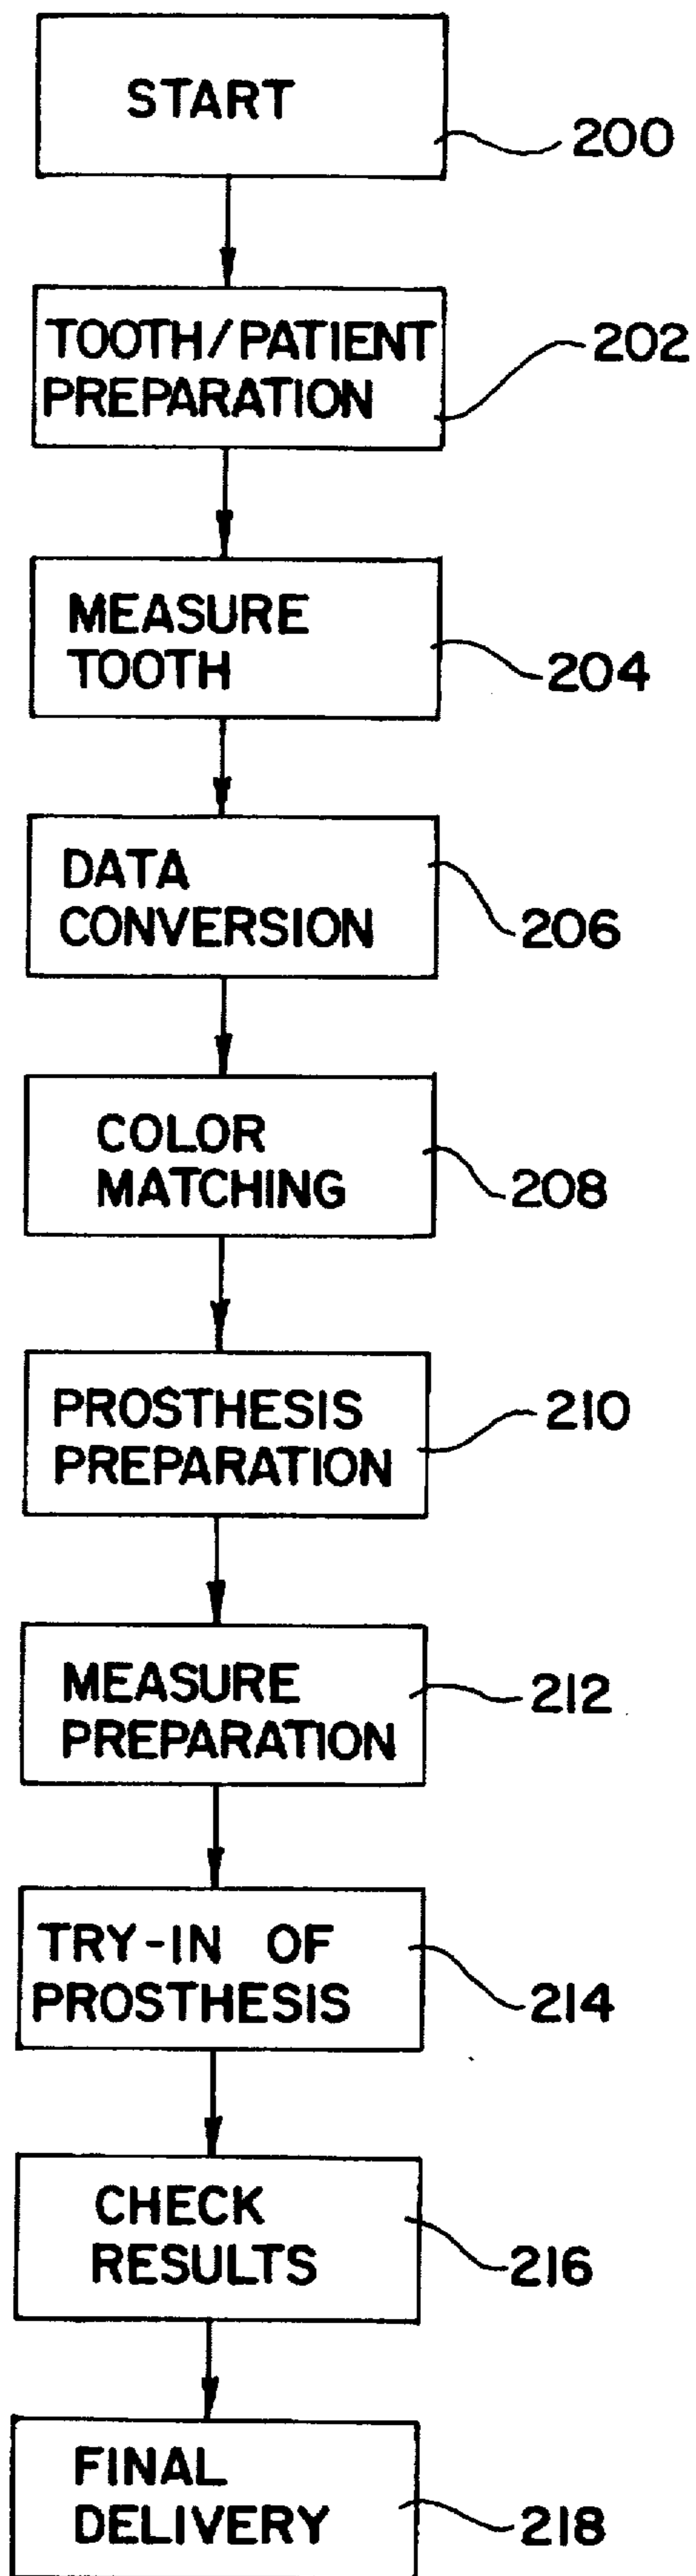 START
200
TOOTH/PATIENT
PREPARATION
202
MEASURE
TOOTH
204
DATA
CONVERSION
206
COLOR
MATCHING
208
PROSTHESIS
PREPARATION
210
MEASURE
PREPARATION
212
TRY-IN OF
PROSTHESIS
214
CHECK
RESULTS
216
FINAL
DELIVERY
218